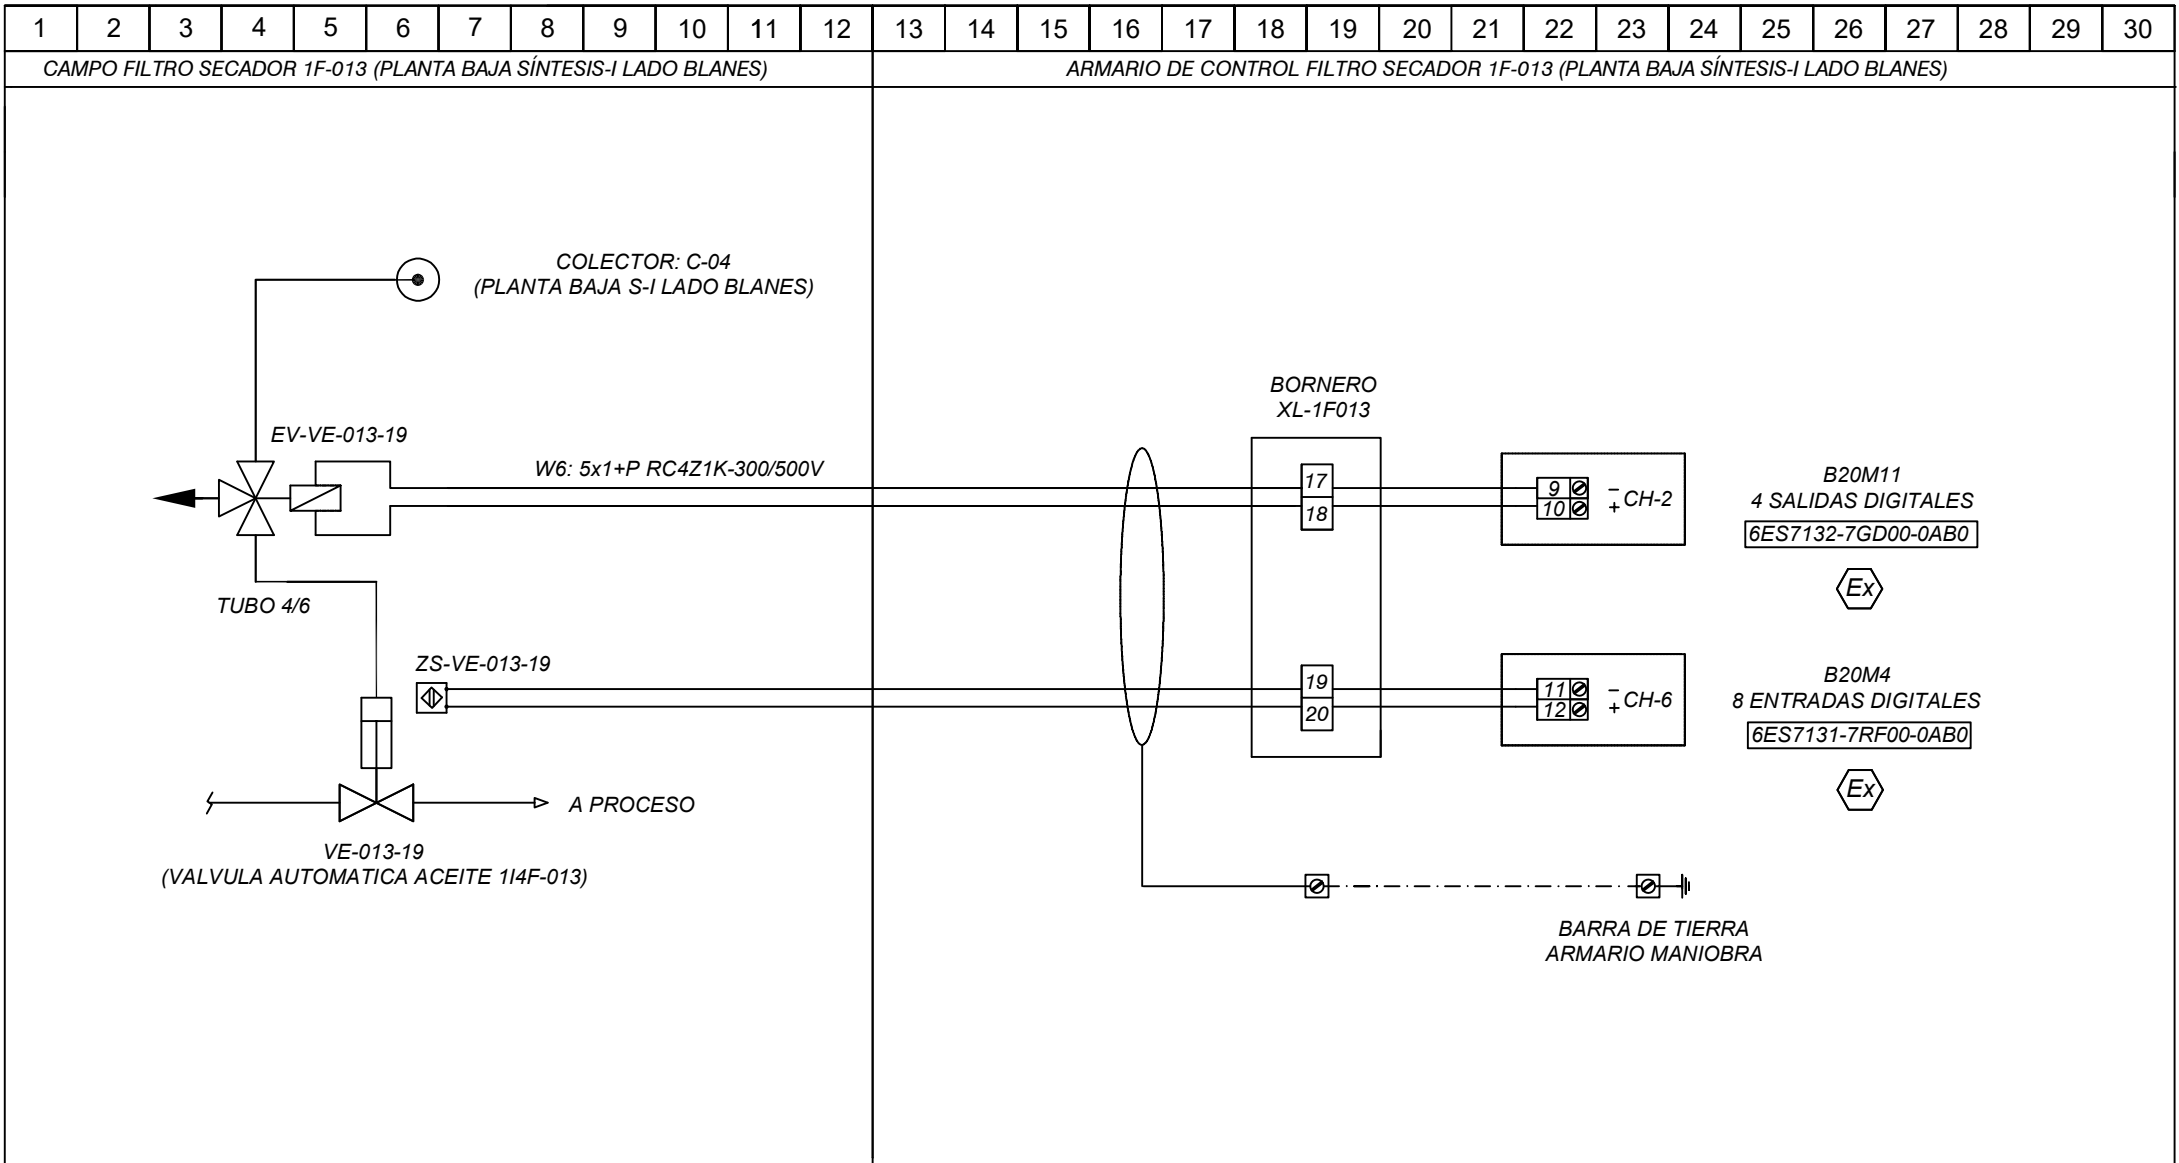 1 2 3 4 5 6 7 8 9 10 11 12 13 14 15 16 17 18 19 20 21 22 23 24 25 26 27 28 29 30
CAMPO FILTRO SECADOR 1F-013 (PLANTA BAJA SÍNTESIS-I LADO BLANES)
ARMARIO DE CONTROL FILTRO SECADOR 1F-013 (PLANTA BAJA SÍNTESIS-I LADO BLANES)
COLECTOR: C-04
(PLANTA BAJA S-I LADO BLANES)
EV-VE-013-19
W6: 5x1+P RC4Z1K-300/500V
TUBO 4/6
ZS-VE-013-19
A PROCESO
VE-013-19
(VALVULA AUTOMATICA ACEITE 1I4F-013)
BORNERO
XL-1F013
17
18
19
20
9 -
10 +
CH-2
11 -
12 +
CH-6
B20M11
4 SALIDAS DIGITALES
6ES7132-7GD00-0AB0
Ex
B20M4
8 ENTRADAS DIGITALES
6ES7131-7RF00-0AB0
Ex
BARRA DE TIERRA
ARMARIO MANIOBRA